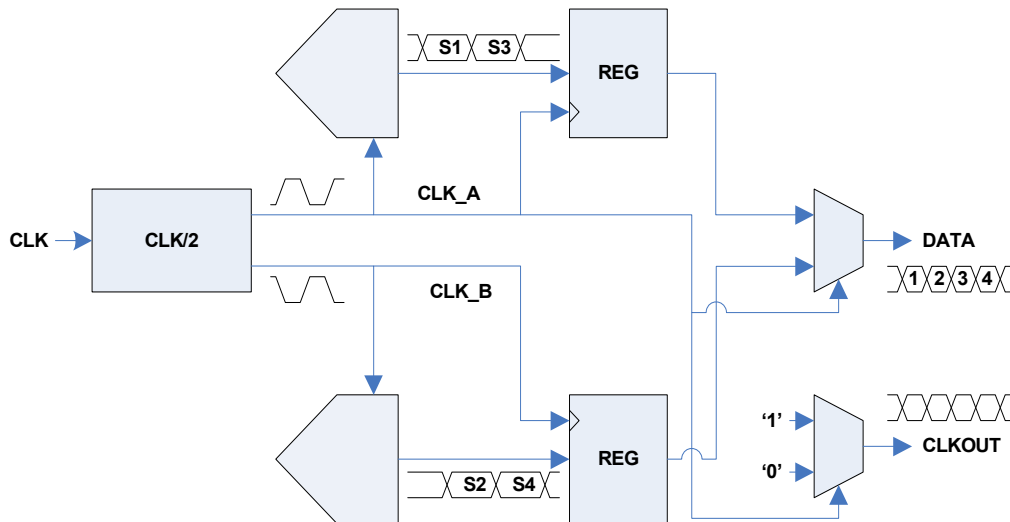 S1 S3
REG
CLK_A
CLK
CLK/2
DATA
1 2 3 4
CLK_B
'1'
'0'
CLKOUT
REG
S2 S4